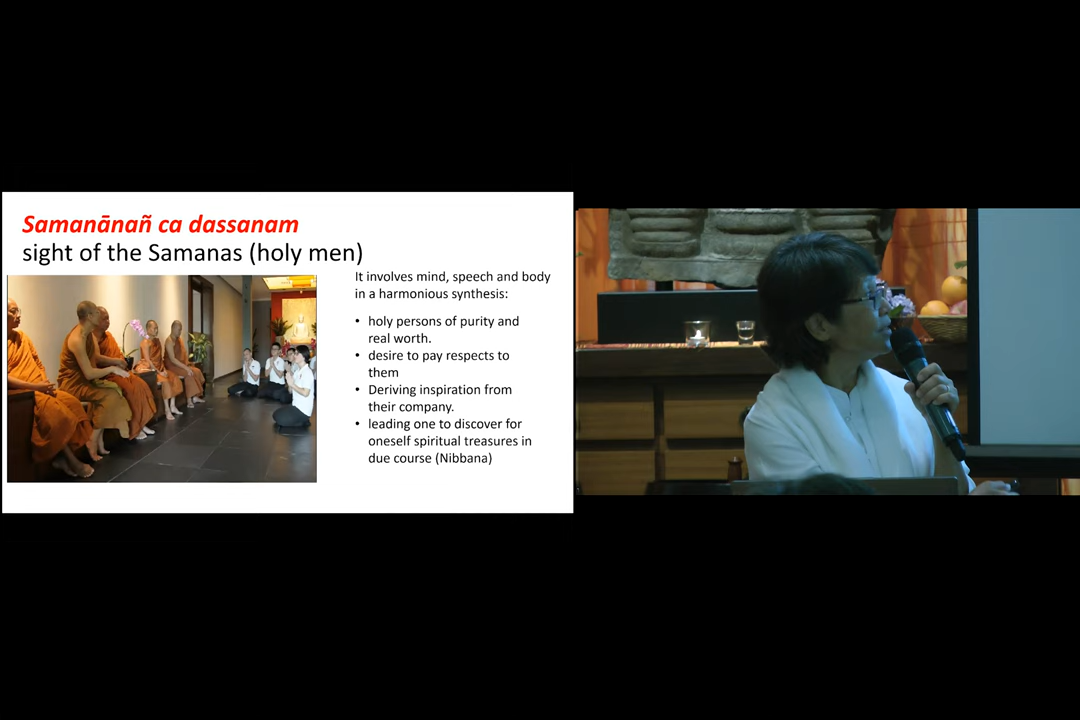 Samanānañ ca dassanam
sight of the Samanas (holy men)
It involves mind, speech and body
in a harmonious synthesis:
• holy persons of purity and
real worth.
• desire to pay respects to
them
• Deriving inspiration from
their company.
• leading one to discover for
oneself spiritual treasures in
due course (Nibbana)